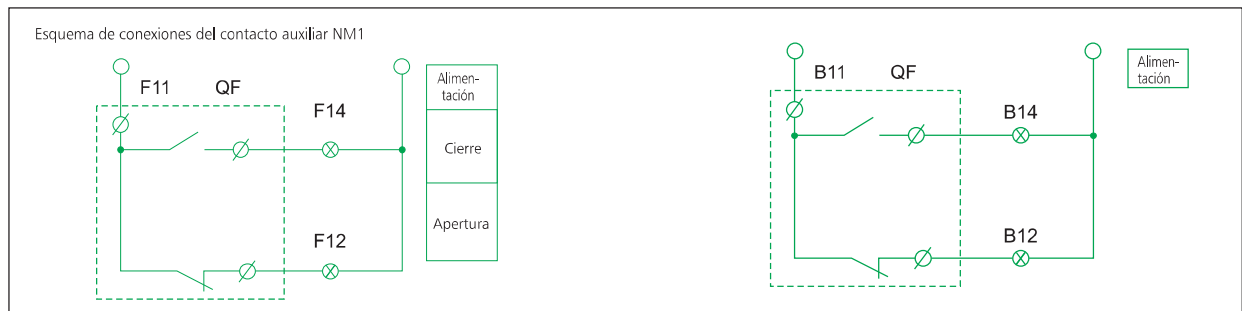 Esquema de conexiones del contacto auxiliar NM1
F11 QF
F14
F12
Alimen-
tación
Cierre
Apertura
B11 QF
B14
B12
Alimen-
tación